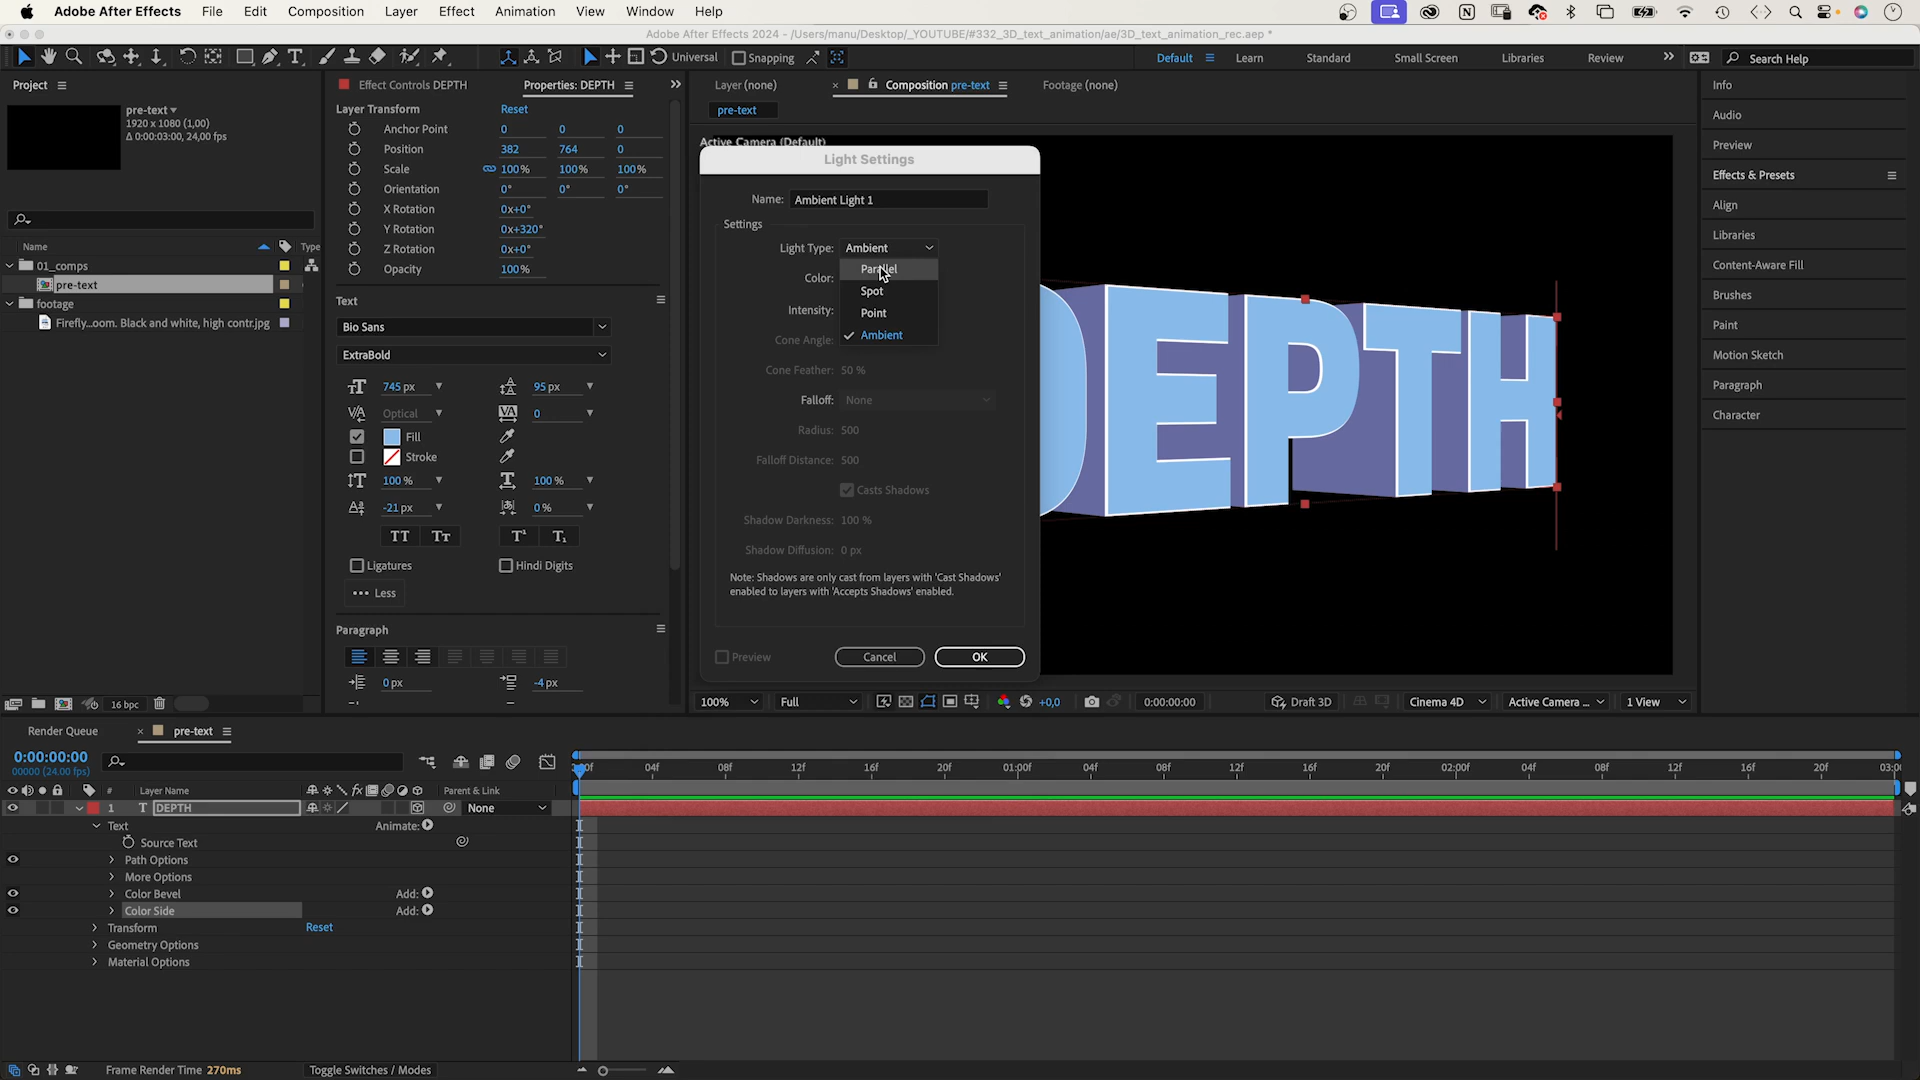 Adobe After Effects File Edit Composition Layer Effect Animation View Window Help
Adobe After Effects 2024 - /Users/manu/Desktop/_YOUTUBE/#332_3D_text_animation/ae/3D_text_animation_rec.aep *
Universal Snapping Default Learn Standard Small Screen Libraries Review Search Help
Project Effect Controls DEPTH Properties: DEPTH Layer (none) Composition pre-text Footage (none) Info
pre-text
1920 x 1080 (1,00)
Δ 0:00:03:00, 24,00 fps
Name Type
01_comps
pre-text
footage
Firefly...oom. Black and white, high contr.jpg
16 bpc
Layer Transform Reset
Anchor Point 0 0 0
Position 382 764 0
Scale 100% 100% 100%
Orientation 0° 0° 0°
X Rotation 0x+0°
Y Rotation 0x+320°
Z Rotation 0x+0°
Opacity 100%
Text
Bio Sans
ExtraBold
745 px 95 px
Optical 0
Fill
Stroke
100 % 100 %
-21 px 0 %
TT Tт T¹ T₁
Ligatures Hindi Digits
Less
Paragraph
0 px -4 px
pre-text
Active Camera (Default)
DEPTH
Light Settings
Name: Ambient Light 1
Settings
Light Type: Ambient
Parallel
Spot
Point
Ambient
Color:
Intensity:
Cone Angle:
Cone Feather: 50 %
Falloff: None
Radius: 500
Falloff Distance: 500
Casts Shadows
Shadow Darkness: 100 %
Shadow Diffusion: 0 px
Note: Shadows are only cast from layers with 'Cast Shadows'
enabled to layers with 'Accepts Shadows' enabled.
Preview Cancel OK
100% Full +0,0 0:00:00:00 Draft 3D Cinema 4D Active Camera ... 1 View
Audio
Preview
Effects & Presets
Align
Libraries
Content-Aware Fill
Brushes
Paint
Motion Sketch
Paragraph
Character
Render Queue pre-text
0:00:00:00
00000 (24.00 fps)
04f 08f 12f 16f 20f 01:00f 04f 08f 12f 16f 20f 02:00f 04f 08f 12f 16f 20f
# Layer Name Parent & Link
1 T DEPTH None
Text Animate:
Source Text
Path Options
More Options
Color Bevel Add:
Color Side Add:
Transform Reset
Geometry Options
Material Options
Frame Render Time 270ms Toggle Switches / Modes